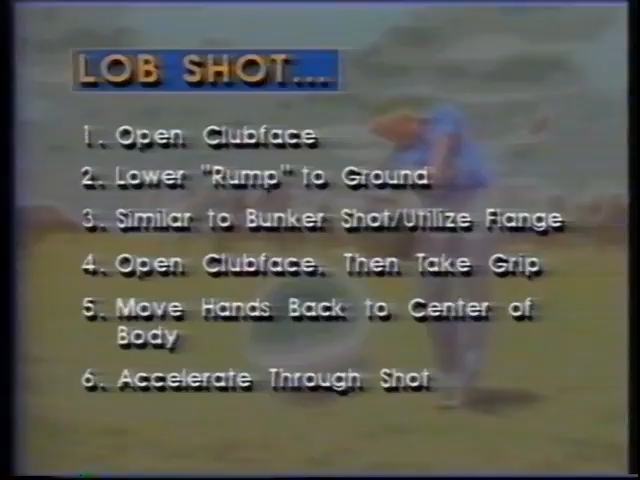 LOB SHOT...
1. Open Clubface
2. Lower "Rump" to Ground
3. Similar to Bunker Shot/Utilize Flange
4. Open Clubface, Then Take Grip
5. Move Hands Back to Center of
Body
6. Accelerate Through Shot